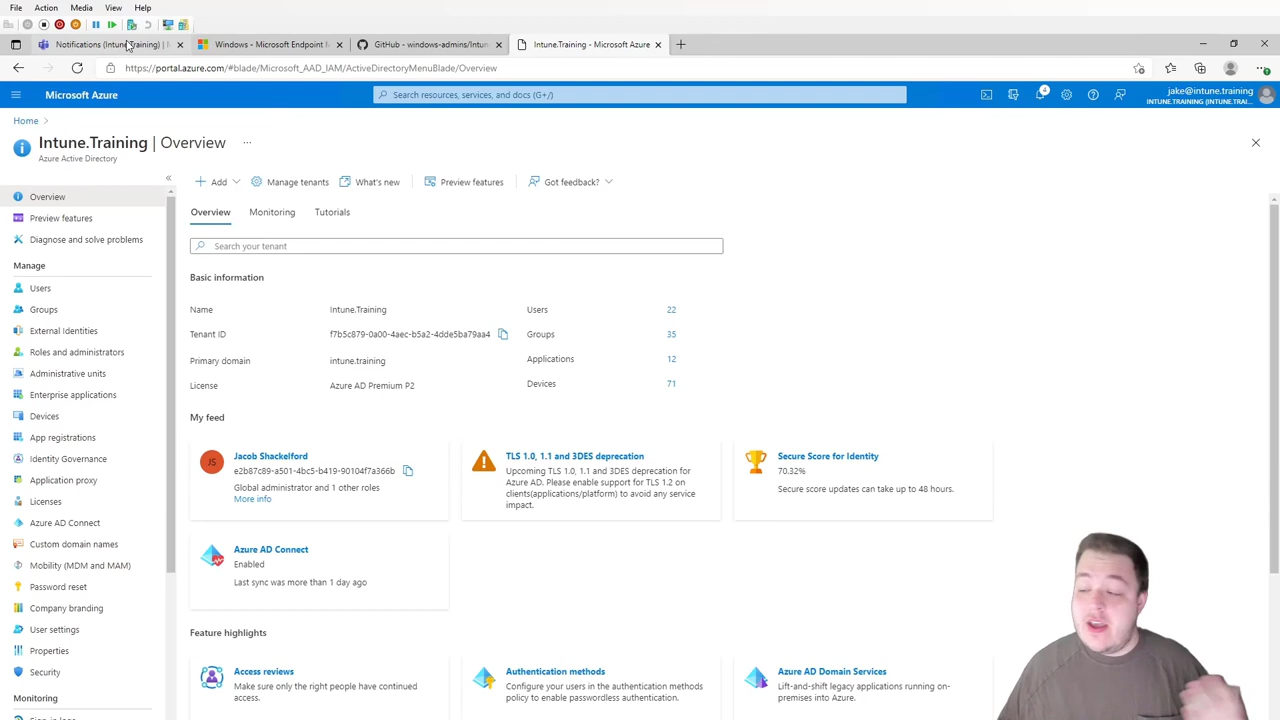 File Action Media View Help
Notifications (Intune.Training) | M
Windows - Microsoft Endpoint M
GitHub - windows-admins/Intun
Intune.Training - Microsoft Azure
https://portal.azure.com/#blade/Microsoft_AAD_IAM/ActiveDirectoryMenuBlade/Overview
Microsoft Azure
Search resources, services, and docs (G+/)
4
jake@intune.training
INTUNE.TRAINING (INTUNE.TRAI...
Home >
Intune.Training | Overview ...
Azure Active Directory
Overview
Preview features
Diagnose and solve problems
Manage
Users
Groups
External Identities
Roles and administrators
Administrative units
Enterprise applications
Devices
App registrations
Identity Governance
Application proxy
Licenses
Azure AD Connect
Custom domain names
Mobility (MDM and MAM)
Password reset
Company branding
User settings
Properties
Security
Monitoring
Add
Manage tenants
What's new
Preview features
Got feedback?
Overview Monitoring Tutorials
Search your tenant
Basic information
Name Intune.Training Users 22
Tenant ID f7b5c879-0a00-4aec-b5a2-4dde5ba79aa4 Groups 35
Primary domain intune.training Applications 12
License Azure AD Premium P2 Devices 71
My feed
JS
Jacob Shackelford
e2b87c89-a501-4bc5-b419-90104f7a366b
Global administrator and 1 other roles
More info
TLS 1.0, 1.1 and 3DES deprecation
Upcoming TLS 1.0, 1.1 and 3DES deprecation for
Azure AD. Please enable support for TLS 1.2 on
clients(applications/platform) to avoid any service
impact.
Secure Score for Identity
70.32%
Secure score updates can take up to 48 hours.
Azure AD Connect
Enabled
Last sync was more than 1 day ago
Feature highlights
Access reviews
Make sure only the right people have continued
access.
Authentication methods
Configure your users in the authentication methods
policy to enable passwordless authentication.
Azure AD Domain Services
Lift-and-shift legacy applications running on-
premises into Azure.